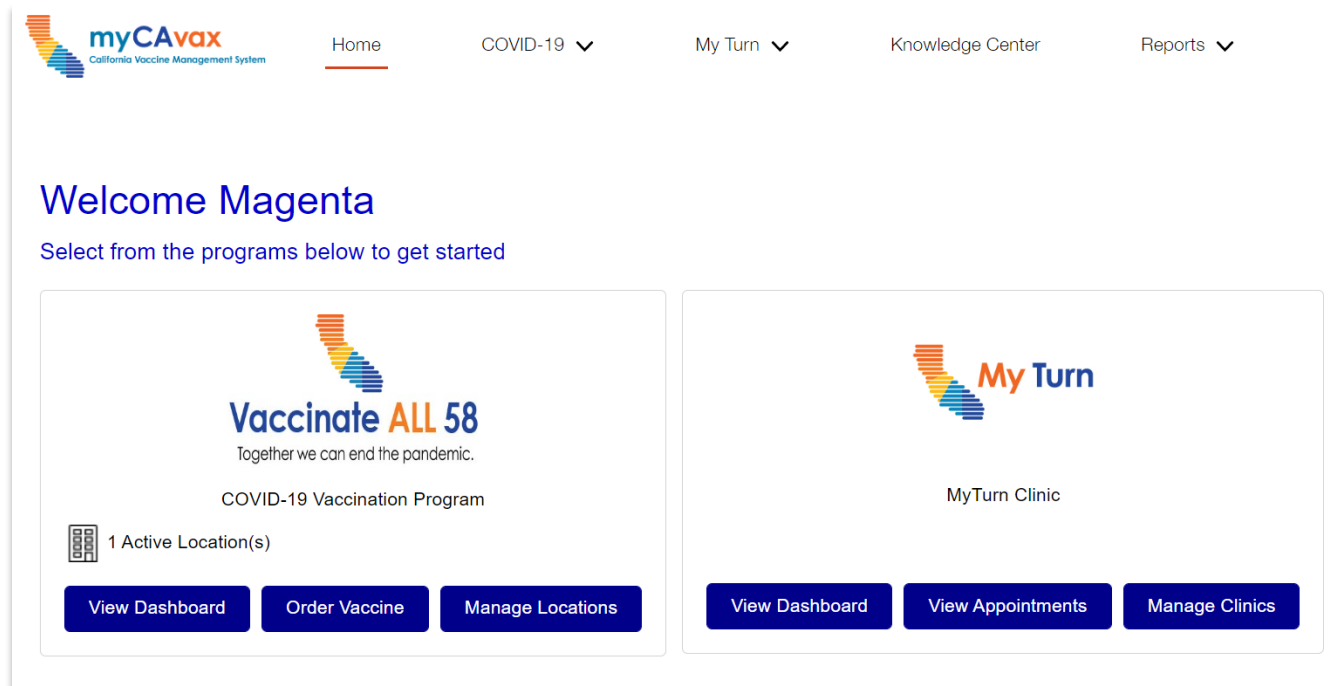 myCAvax
California Vaccine Management System
Home
COVID-19
My Turn
Knowledge Center
Reports
Welcome Magenta
Select from the programs below to get started
Vaccinate ALL 58
Together we can end the pandemic.
COVID-19 Vaccination Program
1 Active Location(s)
View Dashboard
Order Vaccine
Manage Locations
My Turn
MyTurn Clinic
View Dashboard
View Appointments
Manage Clinics